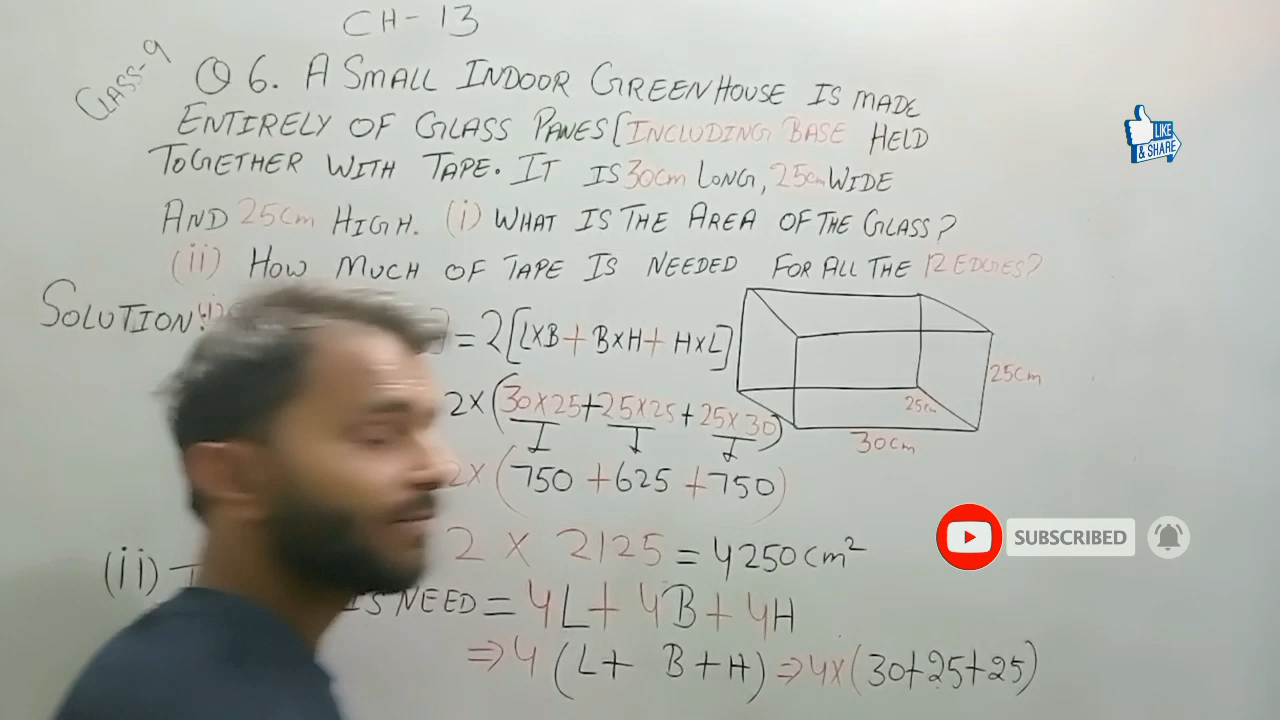 CH-13
CLASS-9
Q 6. A SMALL INDOOR GREENHOUSE IS MADE
ENTIRELY OF GLASS PANES (INCLUDING BASE HELD
TOGETHER WITH TAPE. IT IS 30cm LONG, 25cm WIDE
AND 25cm HIGH. (i) WHAT IS THE AREA OF THE GLASS?
(ii) HOW MUCH OF TAPE IS NEEDED FOR ALL THE 12 EDGES?
SOLUTION:
= 2[L×B + B×H + H×L]
2×(30×25+25×25+25×30)
2×(750+625+750)
2 × 2125 = 4250cm²
(ii) IS NEED = 4L+4B+4H
⇒4(L+B+H) ⇒4×(30+25+25)
25cm
25cm
30cm
LIKE
& SHARE
SUBSCRIBED